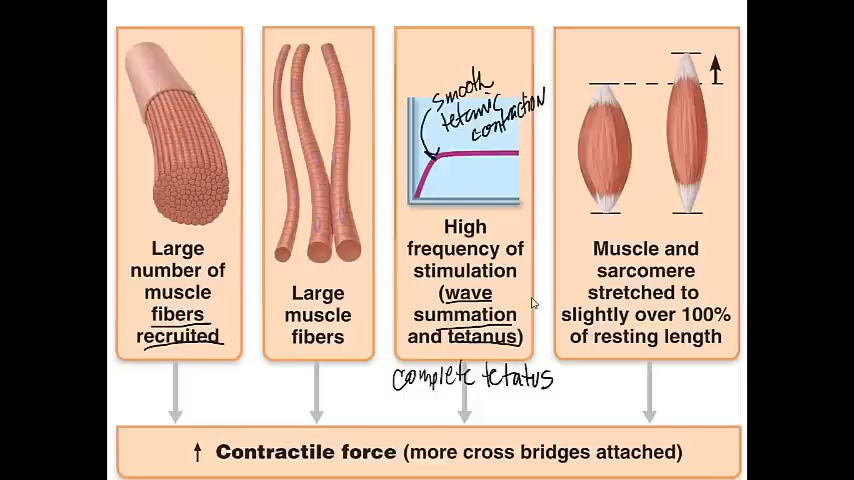 smooth
tetanic
contraction
Large
number of
muscle
fibers
recruited
Large
muscle
fibers
High
frequency of
stimulation
(wave
summation
and tetanus)
Muscle and
sarcomere
stretched to
slightly over 100%
of resting length
complete tetatus
↑ Contractile force (more cross bridges attached)